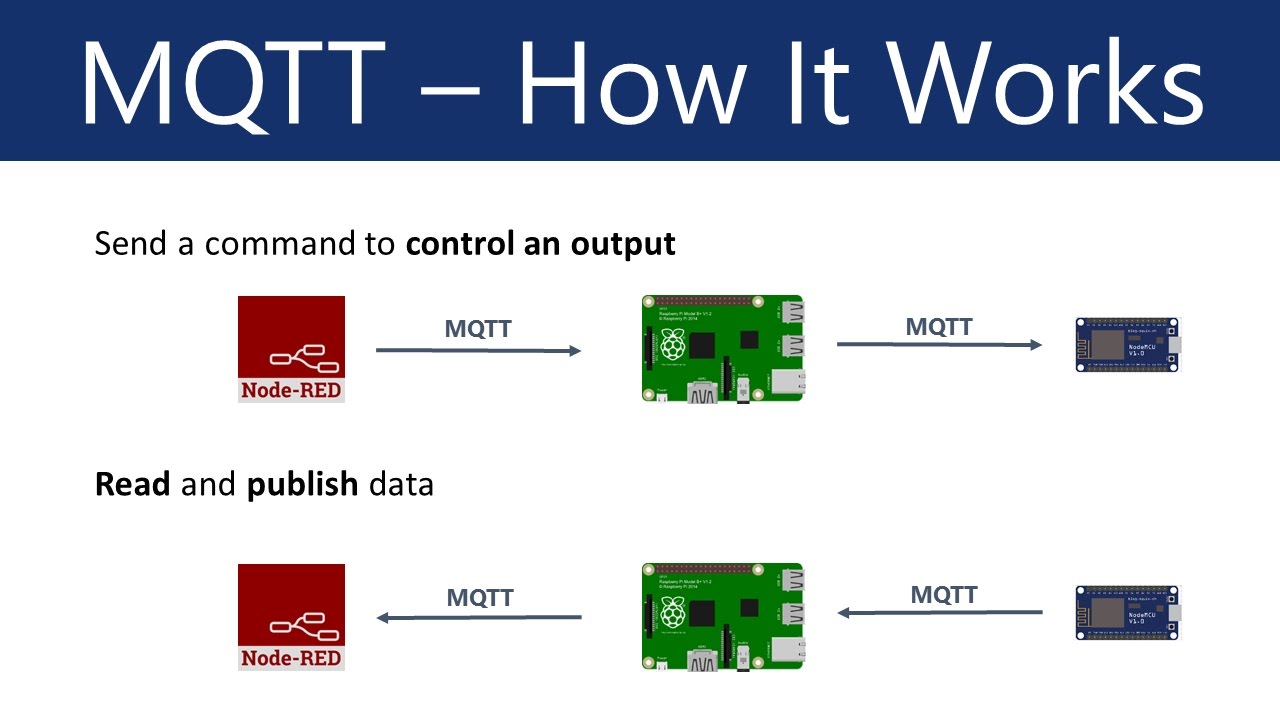 MQTT – How It Works
Send a command to control an output
MQTT
MQTT
Raspberry Pi Model B+ V1.2
© Raspberry Pi 2014
NodeMCU
V1.0
Node-RED
Read and publish data
MQTT
MQTT
Raspberry Pi Model B+ V1.2
© Raspberry Pi 2014
NodeMCU
V1.0
Node-RED